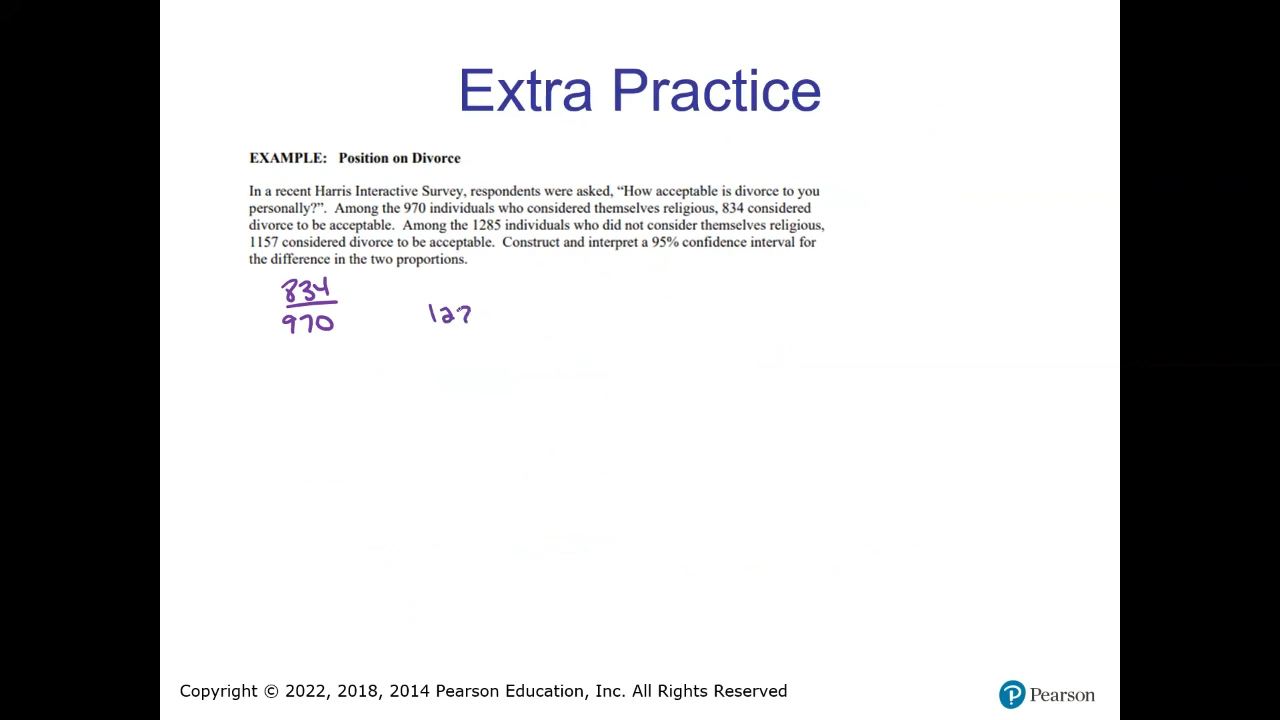 Extra Practice
EXAMPLE: Position on Divorce
In a recent Harris Interactive Survey, respondents were asked, “How acceptable is divorce to you
personally?”. Among the 970 individuals who considered themselves religious, 834 considered
divorce to be acceptable. Among the 1285 individuals who did not consider themselves religious,
1157 considered divorce to be acceptable. Construct and interpret a 95% confidence interval for
the difference in the two proportions.
834
970
127
Copyright © 2022, 2018, 2014 Pearson Education, Inc. All Rights Reserved
Pearson